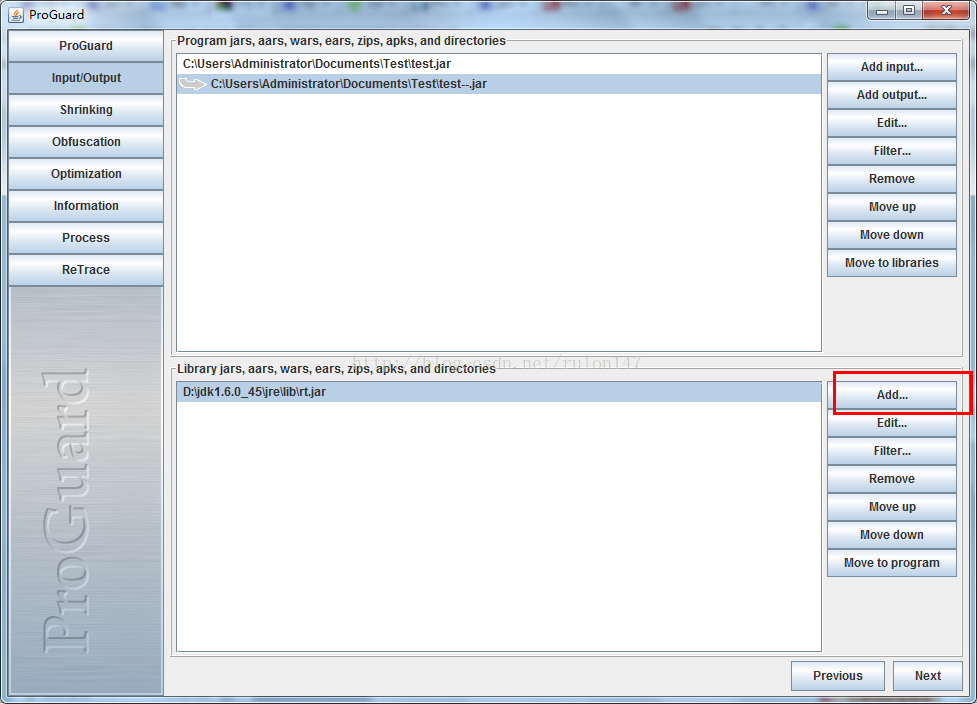 ProGuard
ProGuard
Input/Output
Shrinking
Obfuscation
Optimization
Information
Process
ReTrace
ProGuard
Program jars, aars, wars, ears, zips, apks, and directories
C:\Users\Administrator\Documents\Test\test.jar
C:\Users\Administrator\Documents\Test\test--.jar
Add input...
Add output...
Edit...
Filter...
Remove
Move up
Move down
Move to libraries
http://blog.csdn.net/rulon147
Library jars, aars, wars, ears, zips, apks, and directories
D:\jdk1.6.0_45\jre\lib\rt.jar
Add...
Edit...
Filter...
Remove
Move up
Move down
Move to program
Previous
Next